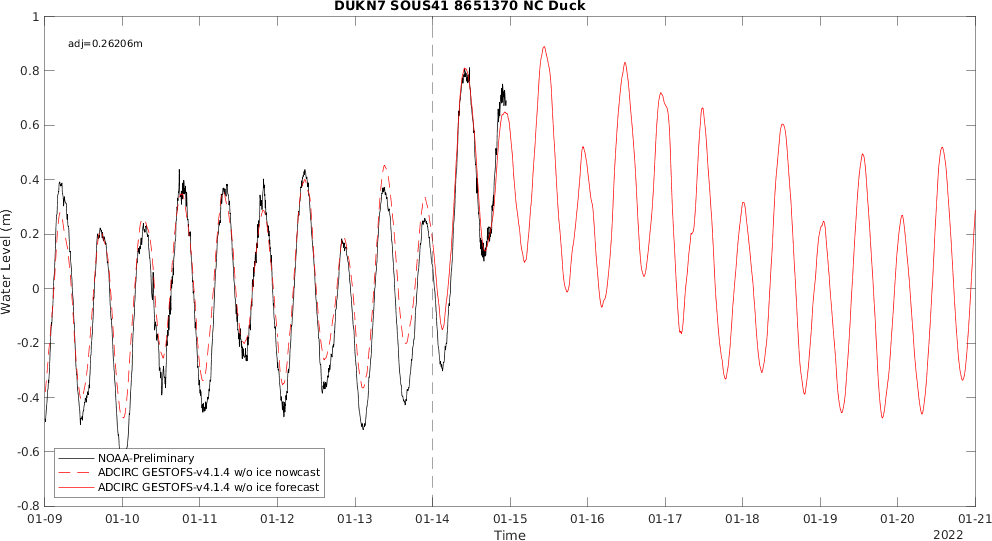 DUKN7 SOUS41 8651370 NC Duck
adj=0.26206m
Water Level (m)
1
0.8
0.6
0.4
0.2
0
-0.2
-0.4
-0.6
-0.8
NOAA-Preliminary
ADCIRC GESTOFS-v4.1.4 w/o ice nowcast
ADCIRC GESTOFS-v4.1.4 w/o ice forecast
01-09 01-10 01-11 01-12 01-13 01-14 01-15 01-16 01-17 01-18 01-19 01-20 01-21
Time
2022